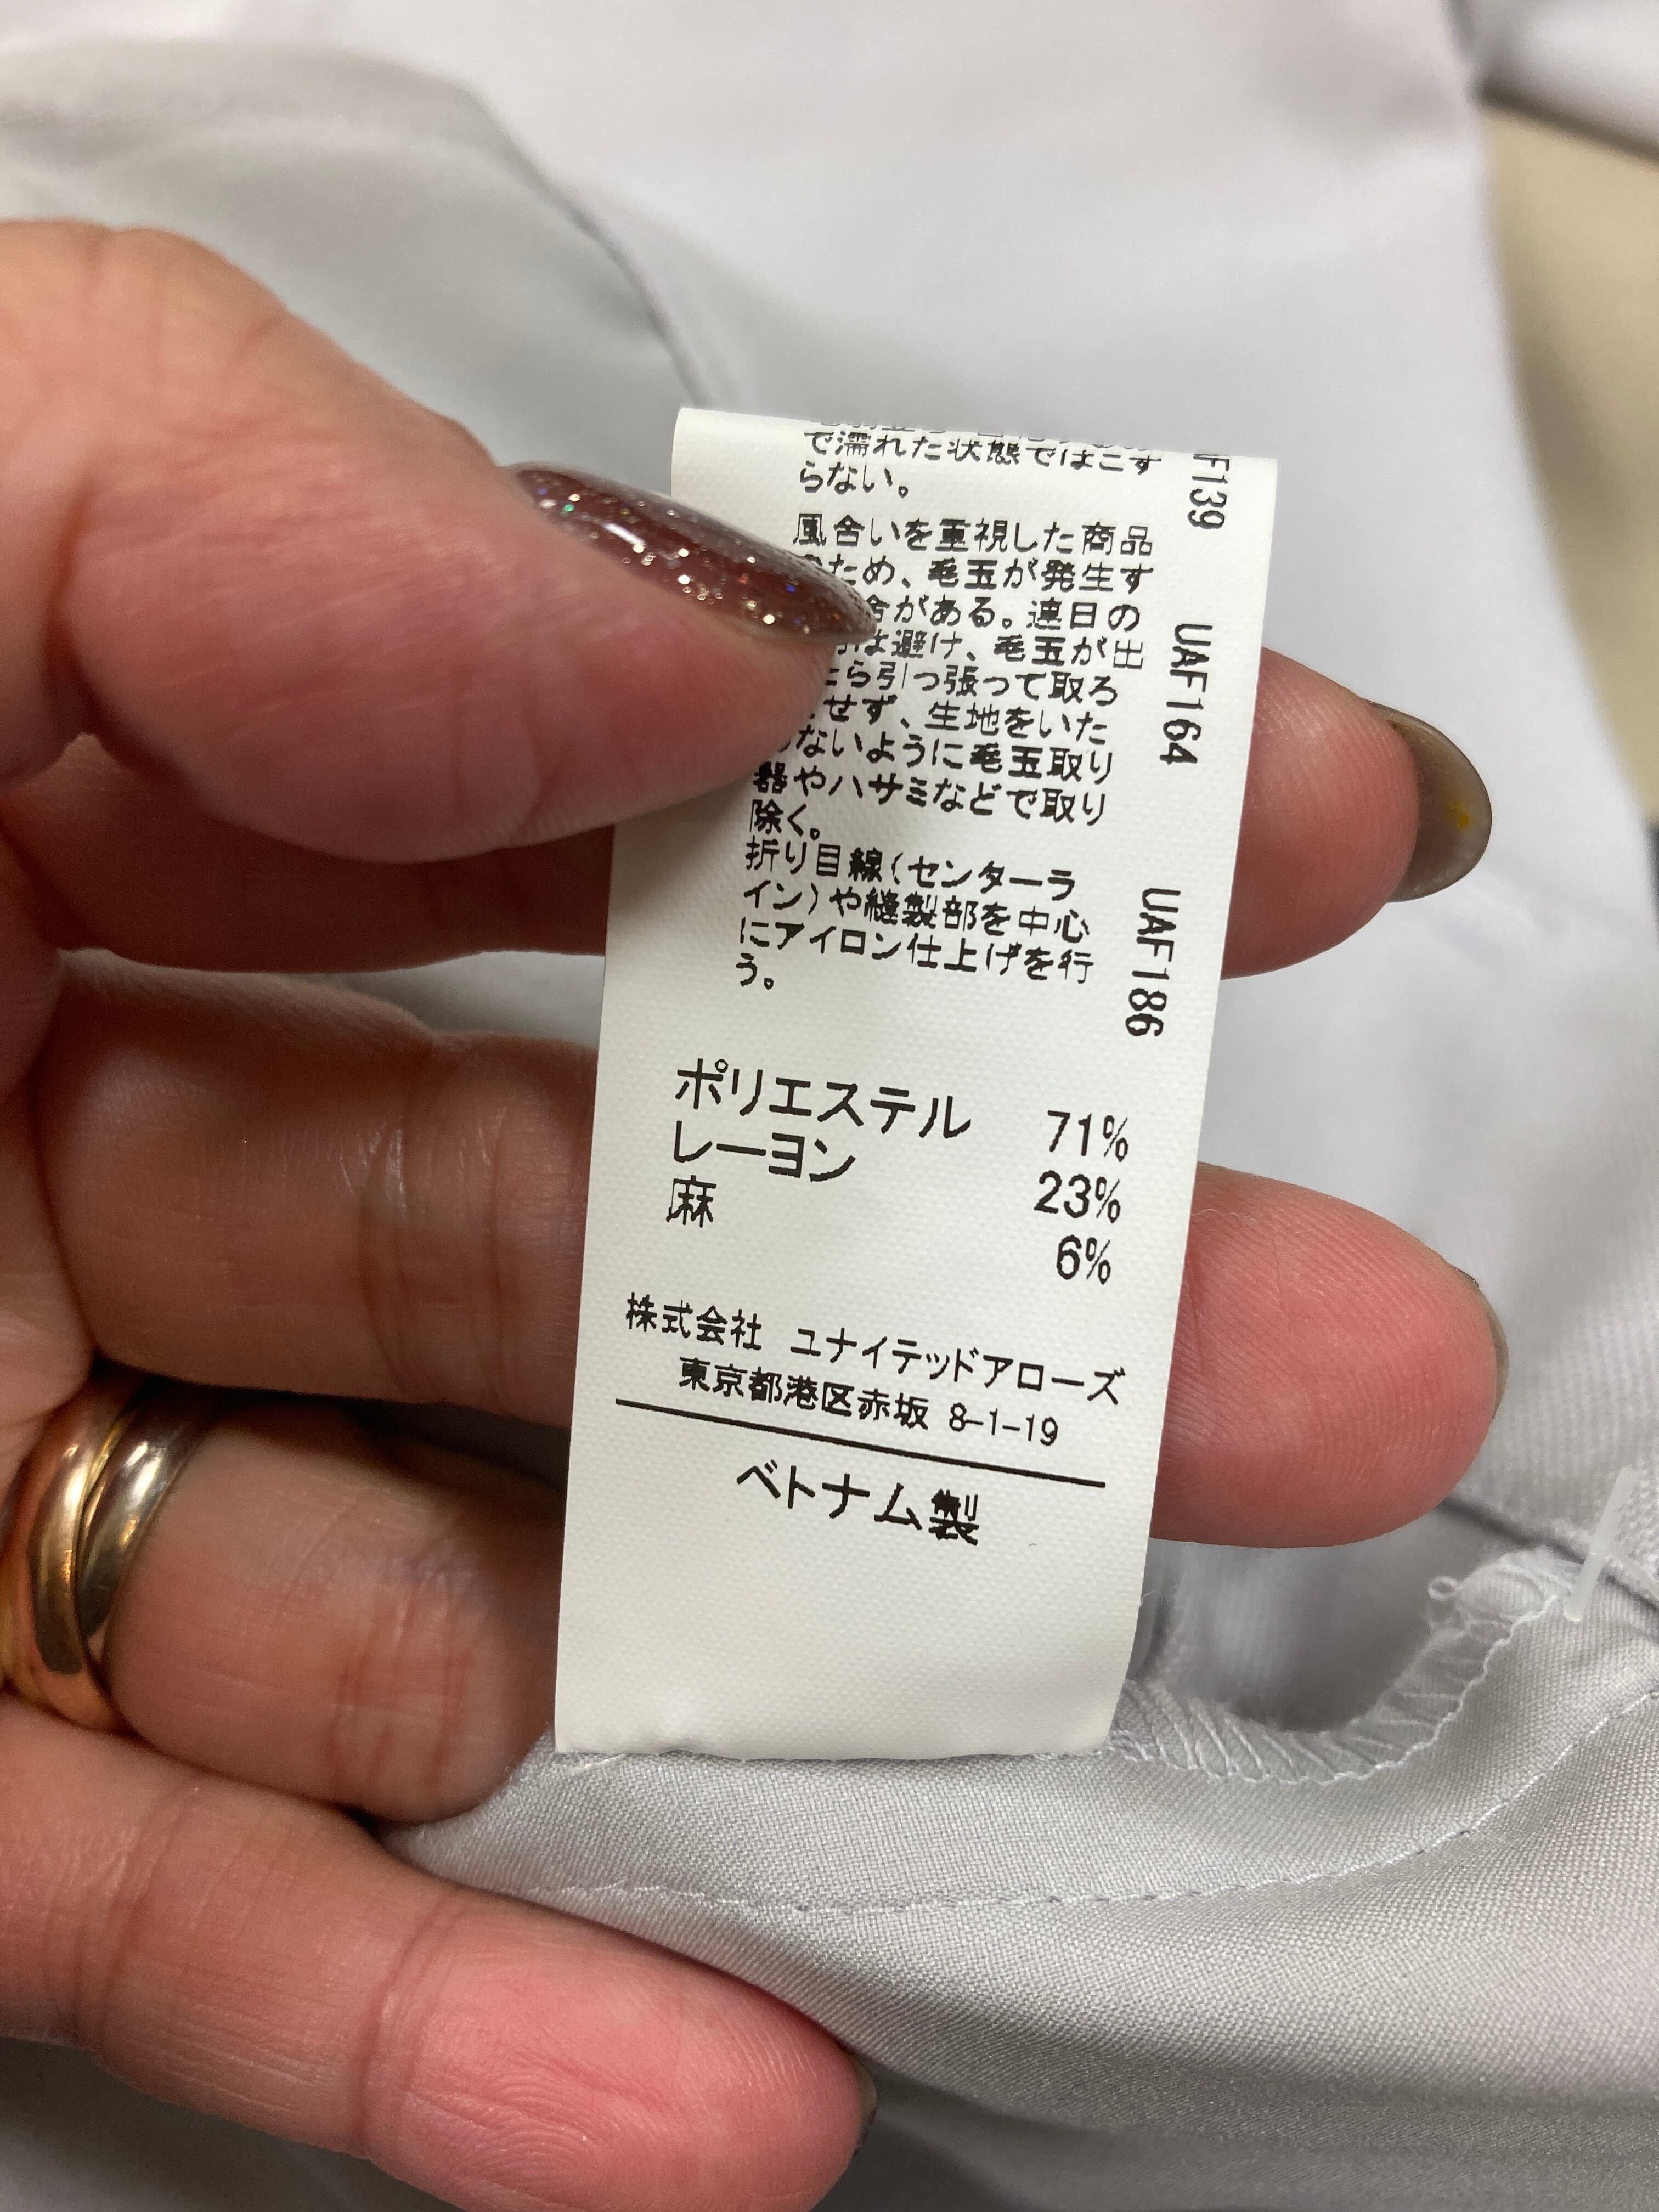 で濡れた状態ではこす
らない。
風合いを重視した商品
ため、毛玉が発生す
合がある。連日の
は避け、毛玉が出
たら引っ張って取ろ
せず、生地をいた
ないように毛玉取り
器やハサミなどで取り
除く。
折り目線(センターラ
イン)や縫製部を中心
にアイロン仕上げを行
う。
F139
UAF164
UAF186
ポリエステル 71%
レーヨン 23%
麻 6%
株式会社 ユナイテッドアローズ
東京都港区赤坂 8-1-19
ベトナム製